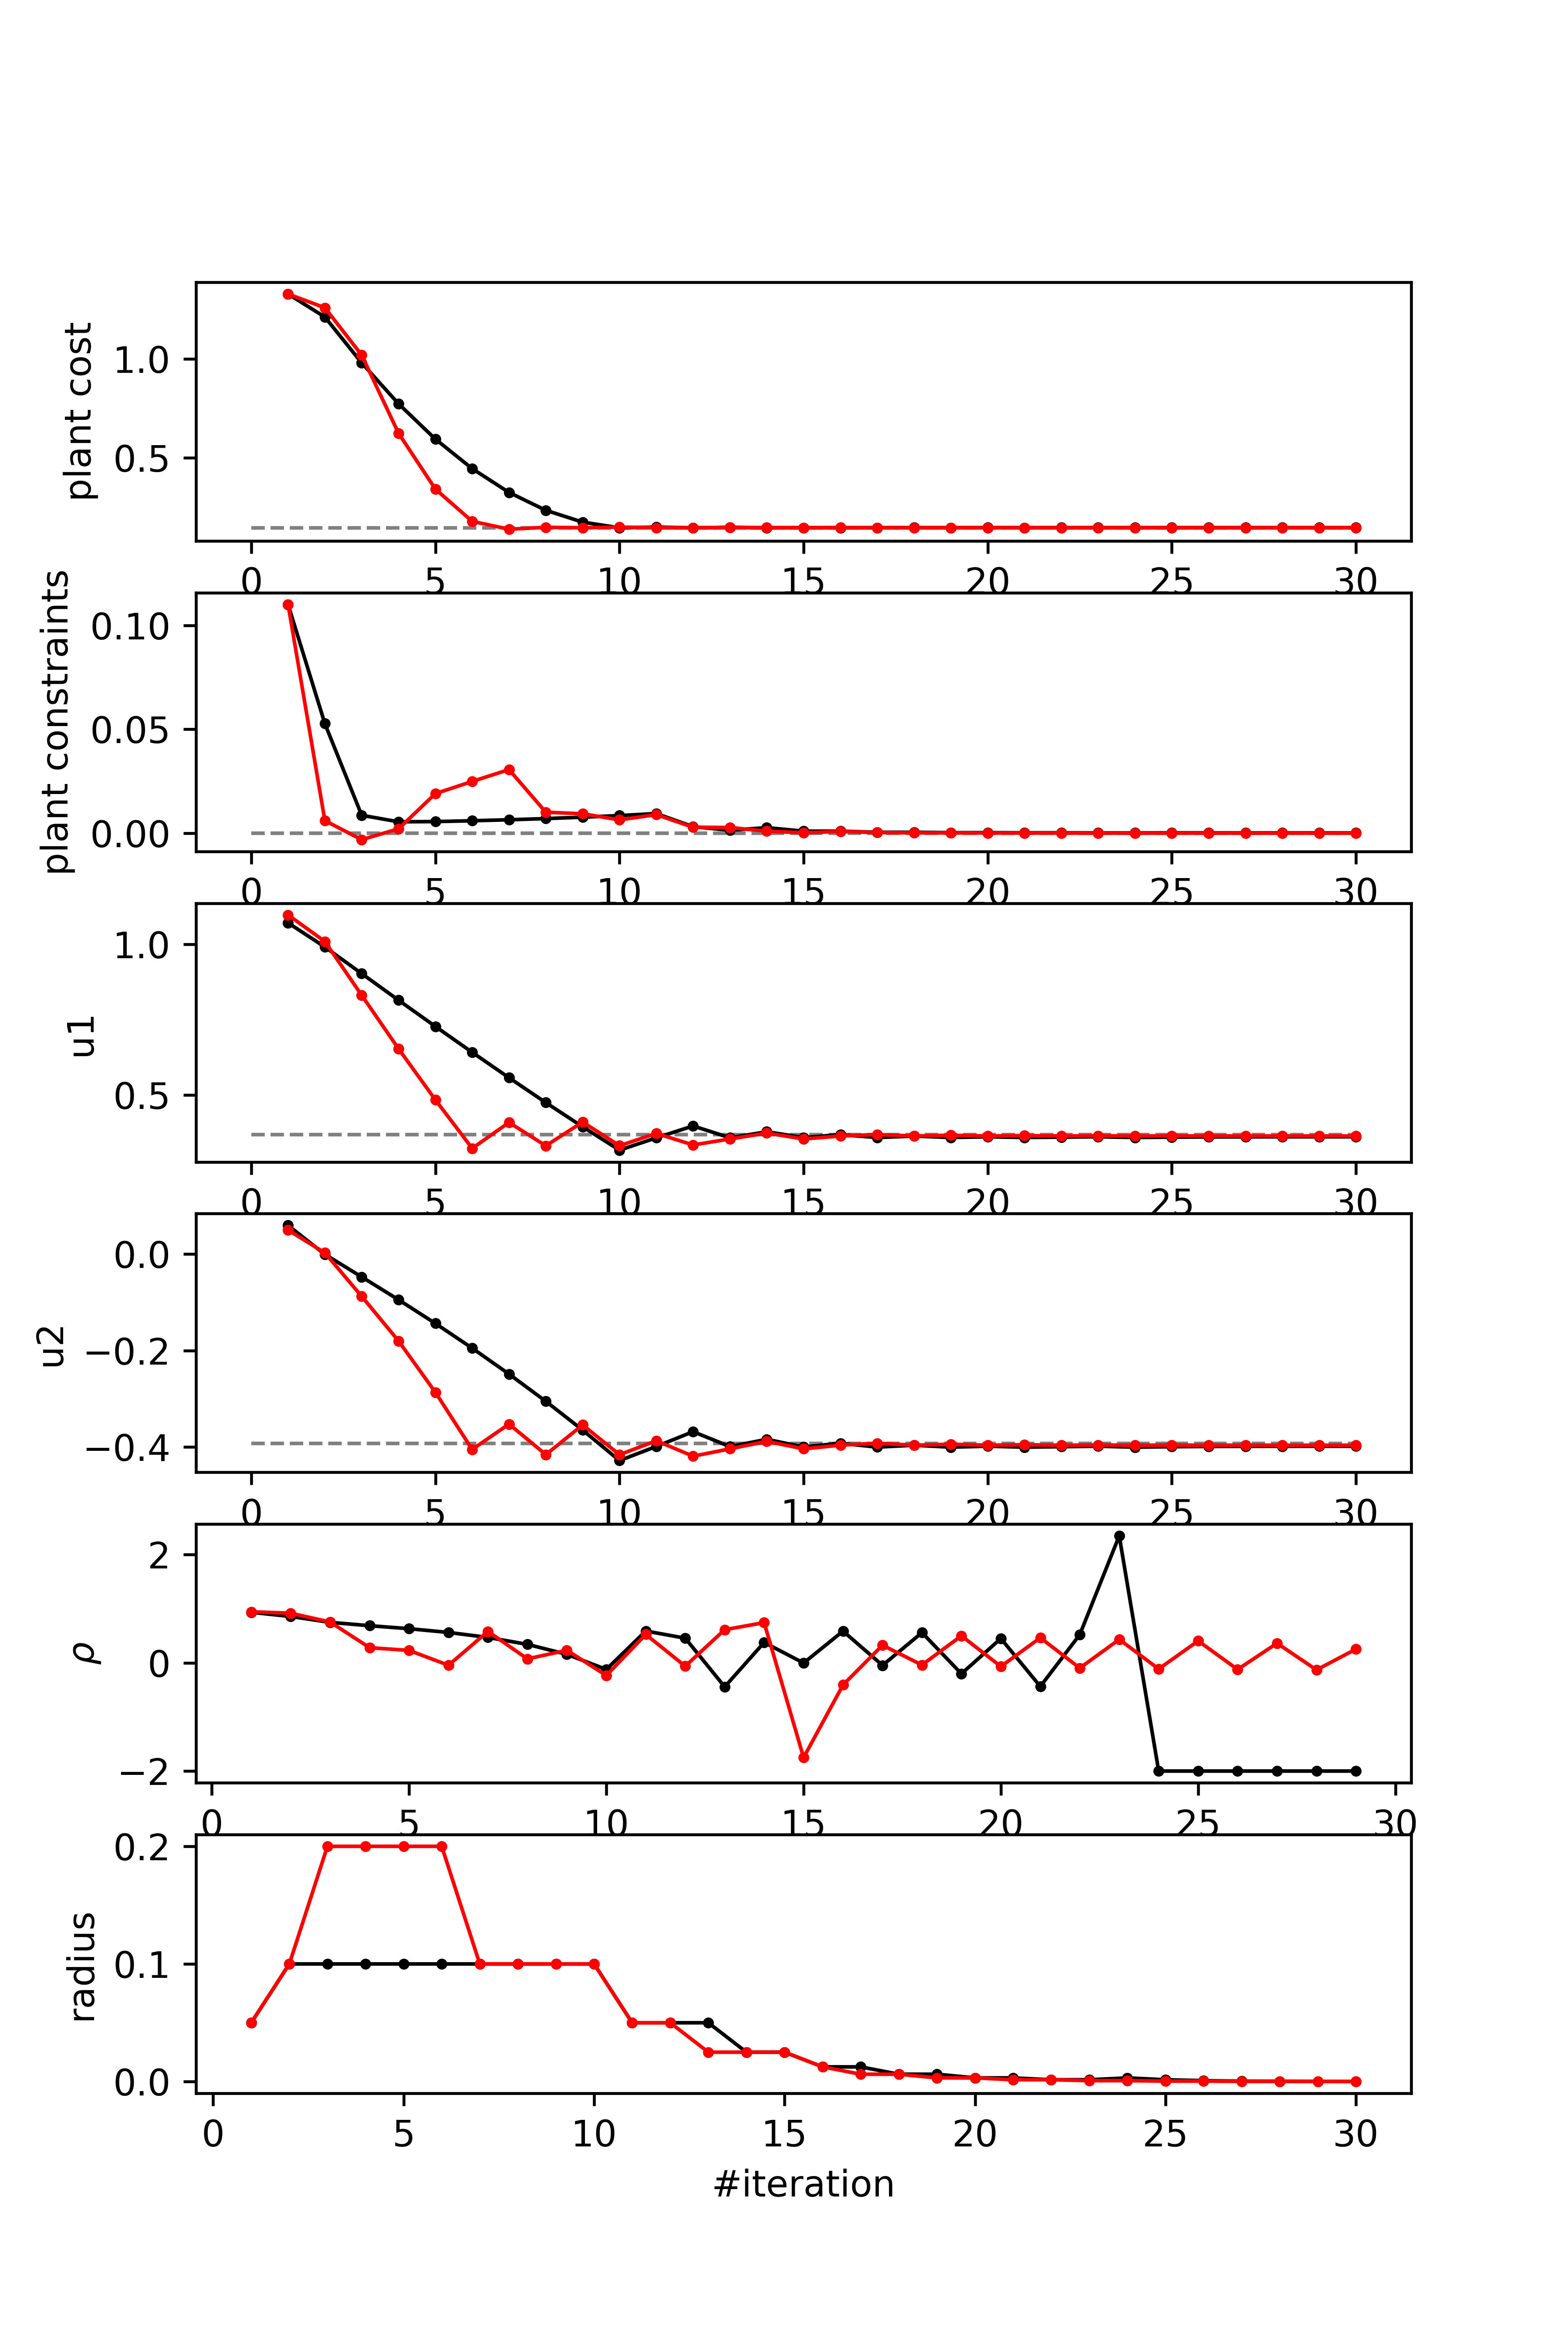 plant cost
1.0
0.5
0 5 10 15 20 25 30
plant constraints
0.10
0.05
0.00
0 5 10 15 20 25 30
u1
1.0
0.5
0 5 10 15 20 25 30
u2
0.0
−0.2
−0.4
0 5 10 15 20 25 30
ρ
2
0
−2
0 5 10 15 20 25 30
radius
0.2
0.1
0.0
0 5 10 15 20 25 30
#iteration